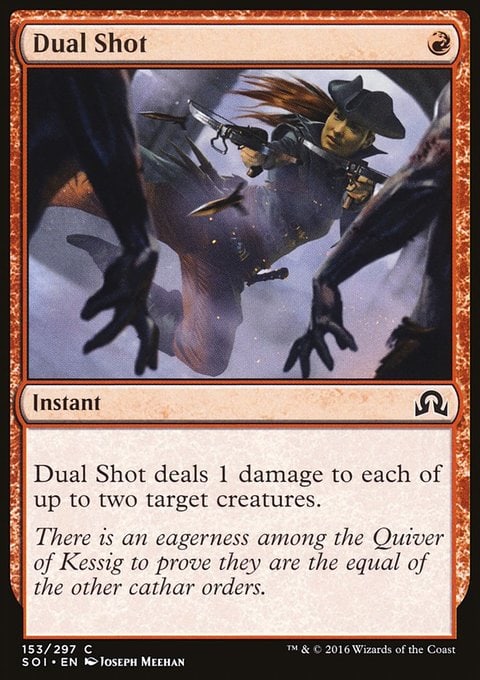 Dual Shot
Instant
Dual Shot deals 1 damage to each of
up to two target creatures.
There is an eagerness among the Quiver
of Kessig to prove they are the equal of
the other cathar orders.
153/297 C
SOI • EN Joseph Meehan
™ & © 2016 Wizards of the Coast